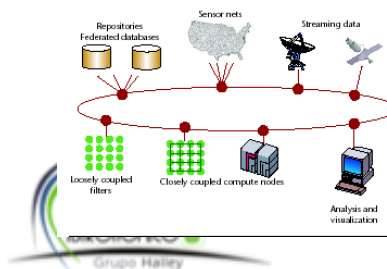 Repositories
Federated databases
Sensor nets
Streaming data
Loosely coupled
filters
Closely coupled compute nodes
Analysis and
visualization
Grupo Halley